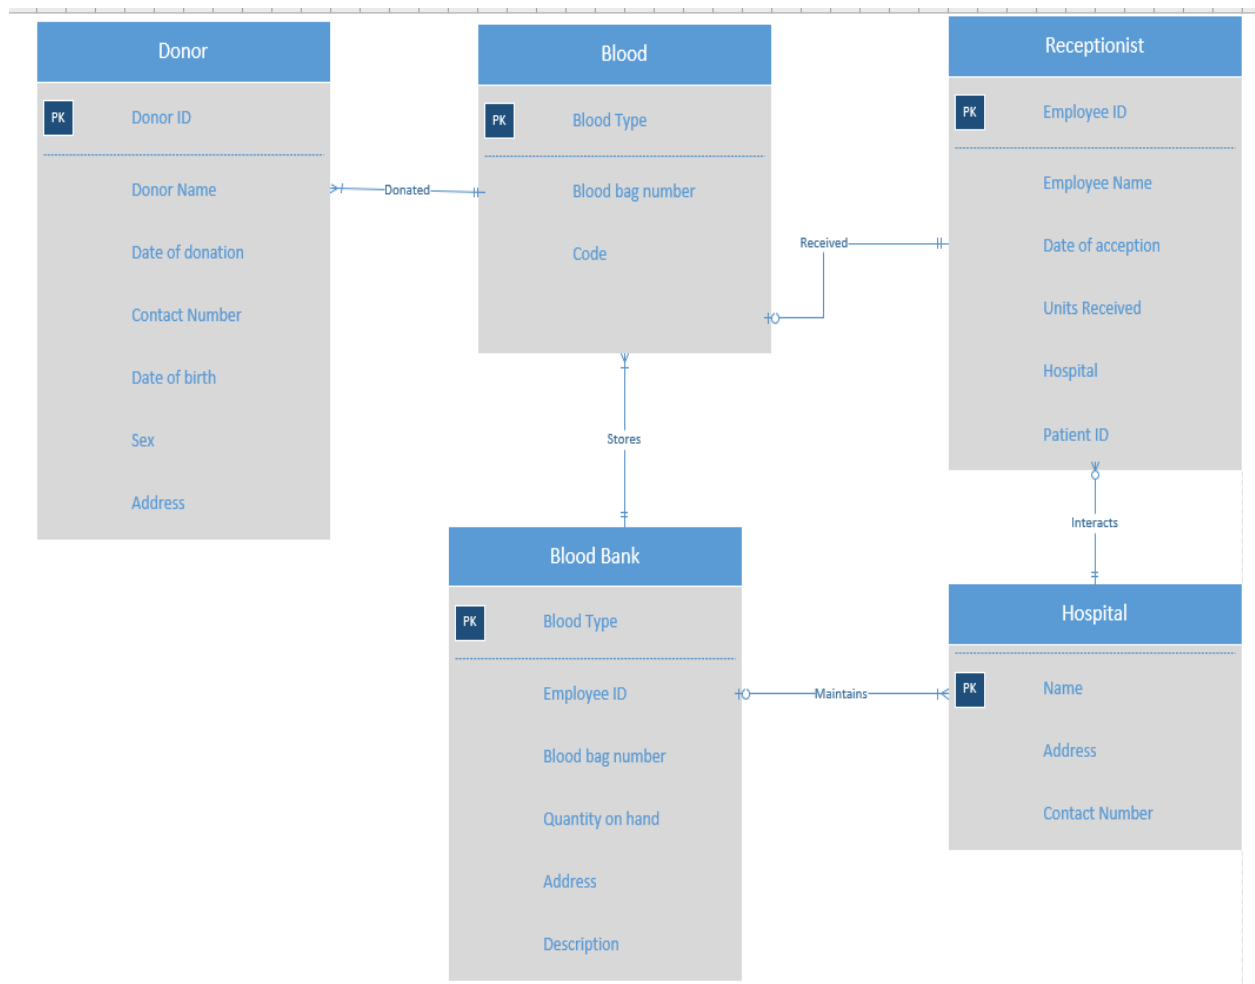 Donor
PK
Donor ID
Donor Name
Date of donation
Contact Number
Date of birth
Sex
Address
Donated
Blood
PK
Blood Type
Blood bag number
Code
Received
Receptionist
PK
Employee ID
Employee Name
Date of acception
Units Received
Hospital
Patient ID
Stores
Interacts
Blood Bank
PK
Blood Type
Employee ID
Blood bag number
Quantity on hand
Address
Description
Maintains
Hospital
PK
Name
Address
Contact Number